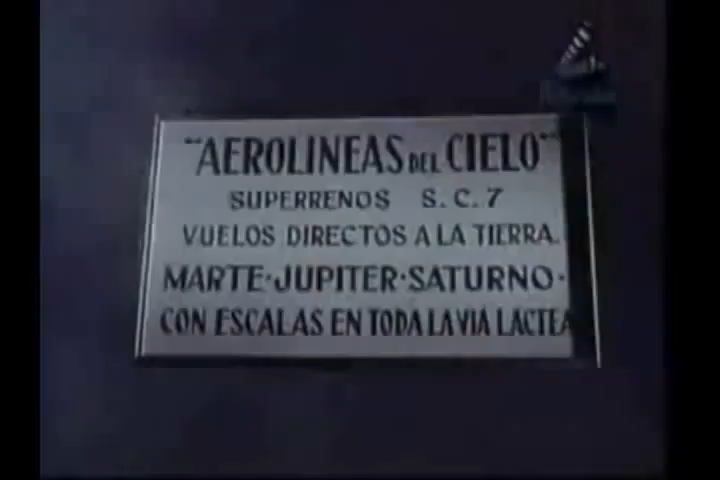 "AEROLINEAS DEL CIELO"
SUPERRENOS S.C.7
VUELOS DIRECTOS A LA TIERRA.
MARTE·JUPITER·SATURNO·
CON ESCALAS EN TODA LA VIA LACTEA